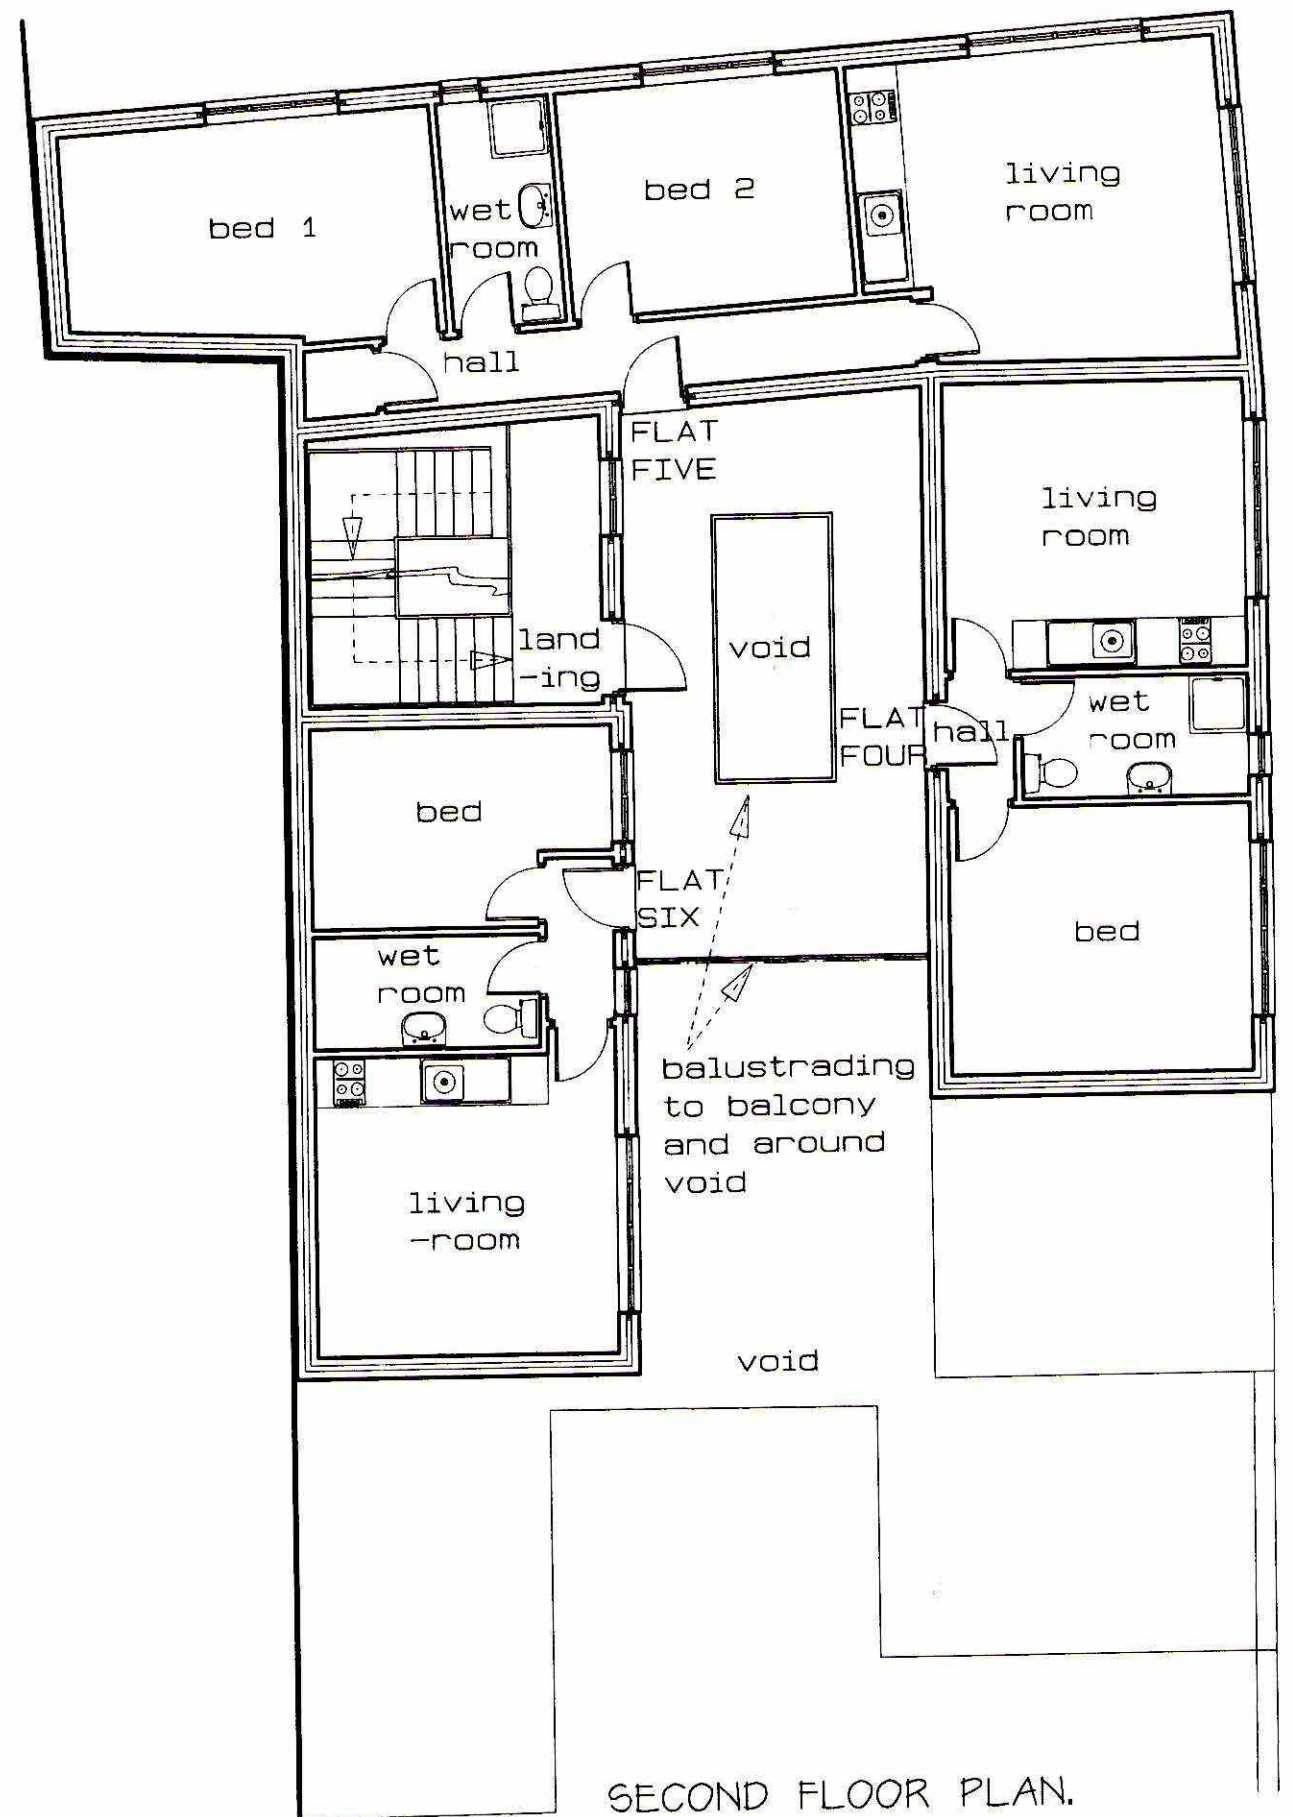 bed 1
wet
room
bed 2
living
room
hall
FLAT
FIVE
living
room
land
-ing
void
FLAT
FOUR
hall
wet
room
bed
FLAT
SIX
bed
wet
room
balustrading
to balcony
and around
void
living
-room
void
SECOND FLOOR PLAN.